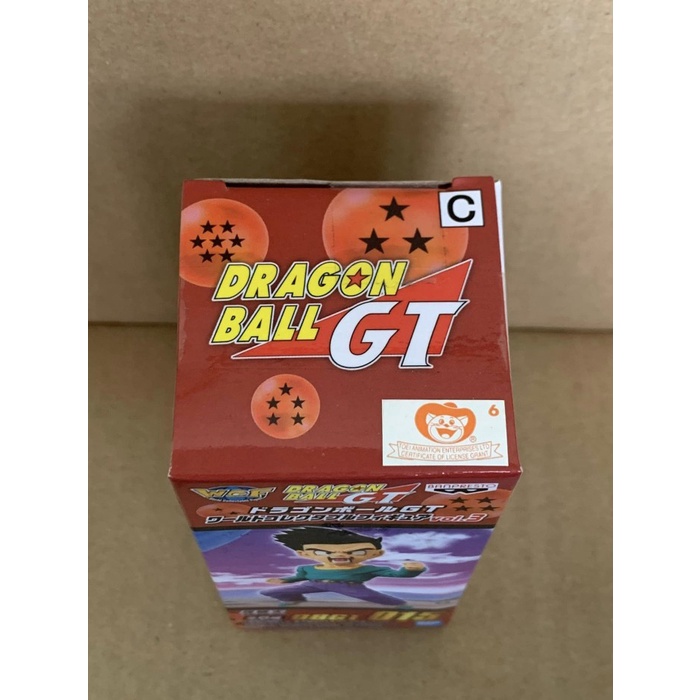 C
DRAGON
BALL GT
6
®
TOEI ANIMATION ENTERPRISES LTD
CERTIFICATE OF LICENSE GRANT
WCF
DRAGON
BALL GT
BANPRESTO
ドラゴンボールGT
ワールドコレクタブルフィギュアvol.3